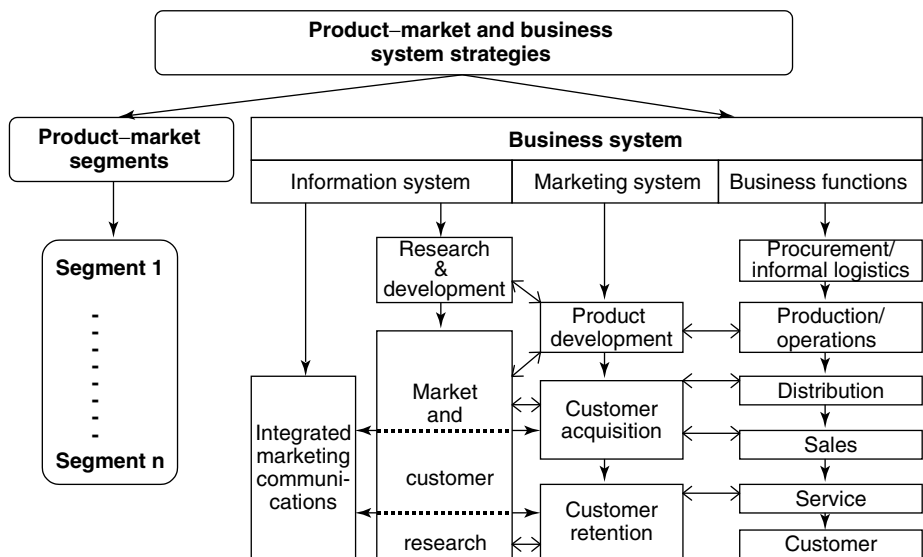 Product–market and business
system strategies
Product–market
segments
Business system
Information system
Marketing system
Business functions
Segment 1
Segment n
Research
&
development
Procurement/
informal logistics
Product
development
Production/
operations
Market
and
customer
research
Integrated
marketing
communi-
cations
Customer
acquisition
Distribution
Sales
Customer
retention
Service
Customer